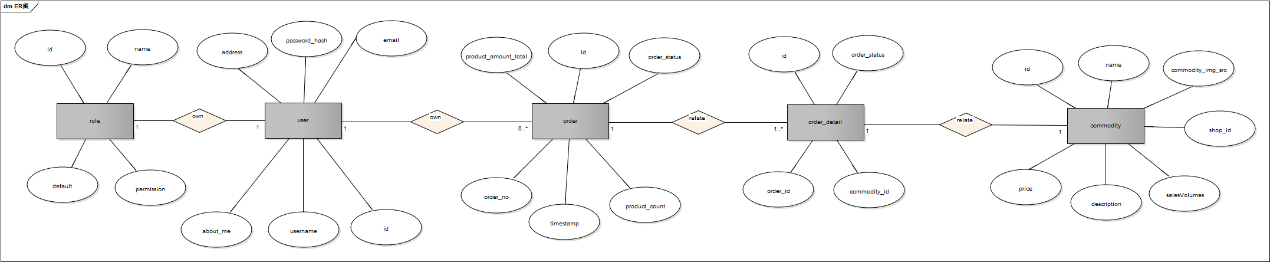 dm ER图
id
name
address
password_hash
email
product_amount_total
id
order_status
id
order_status
id
name
commodity_img_src
role
1
own
1
user
1
own
0..*
order
1
relate
1..*
order_detail
1
relate
1
commodity
shop_id
default
permission
about_me
username
id
order_no
timestamp
product_count
order_id
commodity_id
price
description
salesVolumes